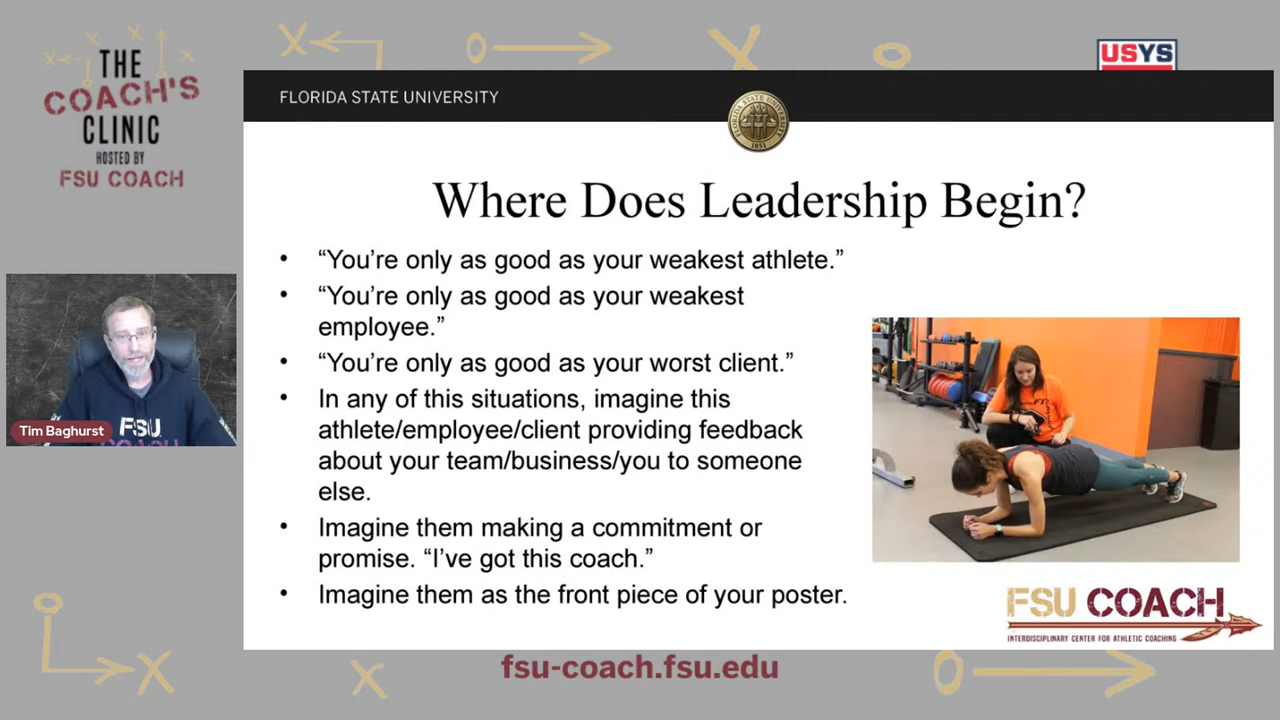 THE
COACH'S
CLINIC
HOSTED BY
FSU COACH
USYS
FLORIDA STATE UNIVERSITY
FLORIDA STATE UNIVERSITY
1851
Where Does Leadership Begin?
• “You’re only as good as your weakest athlete.”
• “You’re only as good as your weakest
employee.”
• “You’re only as good as your worst client.”
• In any of this situations, imagine this
athlete/employee/client providing feedback
about your team/business/you to someone
else.
• Imagine them making a commitment or
promise. “I’ve got this coach.”
• Imagine them as the front piece of your poster.
Tim Baghurst
FSU
COACH
FSU COACH
INTERDISCIPLINARY CENTER FOR ATHLETIC COACHING
fsu-coach.fsu.edu